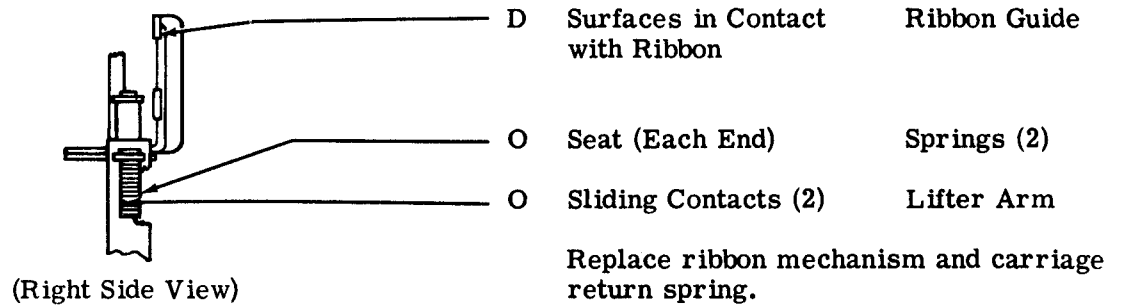 D Surfaces in Contact Ribbon Guide
with Ribbon
O Seat (Each End) Springs (2)
O Sliding Contacts (2) Lifter Arm
Replace ribbon mechanism and carriage
(Right Side View) return spring.